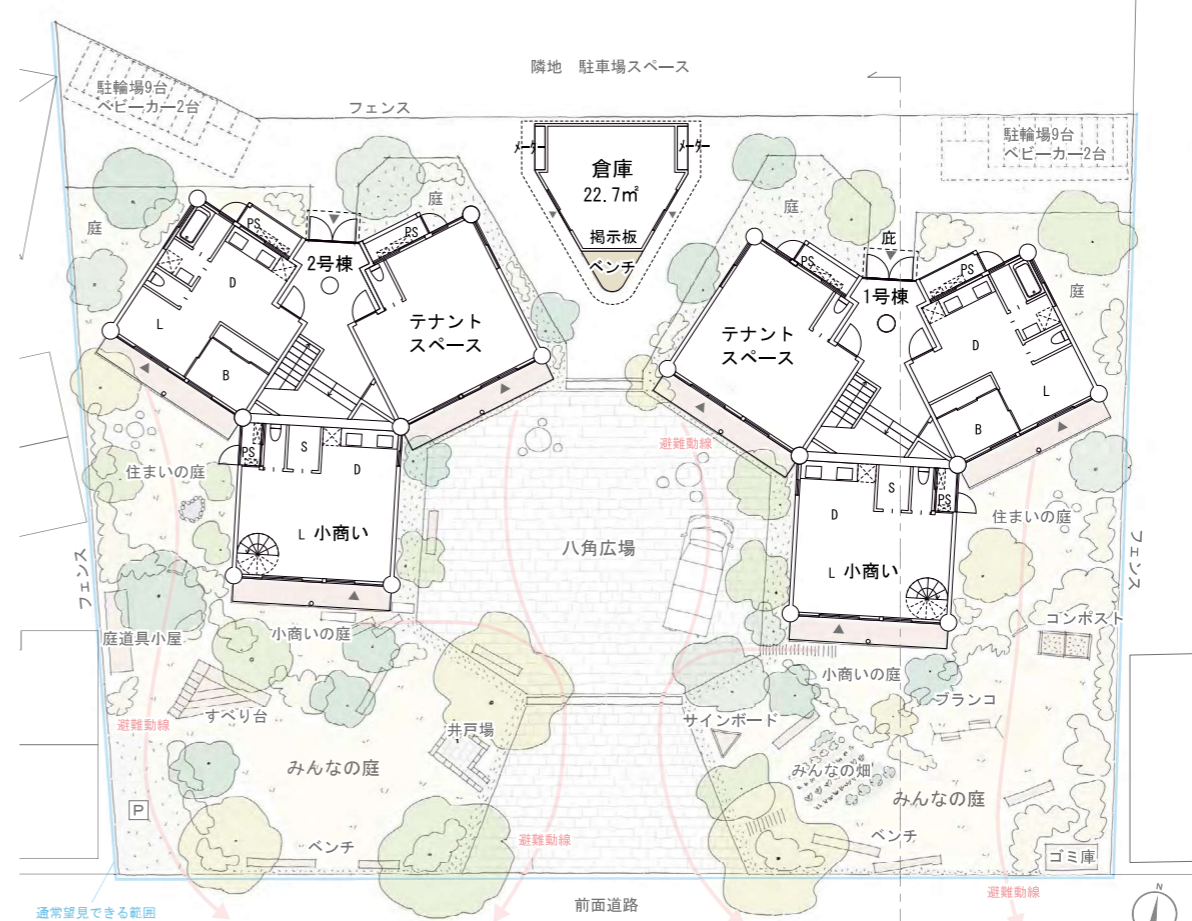 隣地 駐車場スペース
駐輪場9台
ベビーカー2台
フェンス
メーター
メーター
倉庫
22.7㎡
掲示板
ベンチ
駐輪場9台
ベビーカー2台
庭
庭
庭
庭
庇
PS
PS
PS
PS
2号棟
1号棟
D
L
B
テナント
スペース
テナント
スペース
D
L
B
避難動線
PS
S
D
L 小商い
S
PS
D
L 小商い
住まいの庭
住まいの庭
八角広場
フェンス
フェンス
庭道具小屋
小商いの庭
コンポスト
小商いの庭
すべり台
避難動線
井戸場
サインボード
ブランコ
みんなの庭
みんなの畑
みんなの庭
P
ベンチ
避難動線
ベンチ
ゴミ庫
通常望見できる範囲
前面道路
避難動線
N